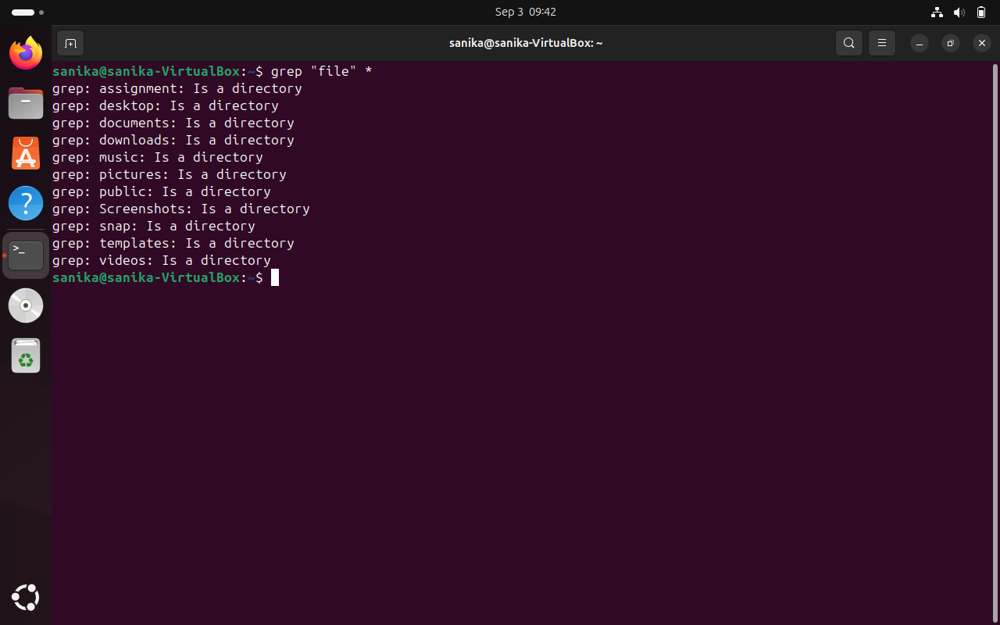 Sep 3 09:42
sanika@sanika-VirtualBox: ~
sanika@sanika-VirtualBox:~$ grep "file" *
grep: assignment: Is a directory
grep: desktop: Is a directory
grep: documents: Is a directory
grep: downloads: Is a directory
grep: music: Is a directory
grep: pictures: Is a directory
grep: public: Is a directory
grep: Screenshots: Is a directory
grep: snap: Is a directory
grep: templates: Is a directory
grep: videos: Is a directory
sanika@sanika-VirtualBox:~$